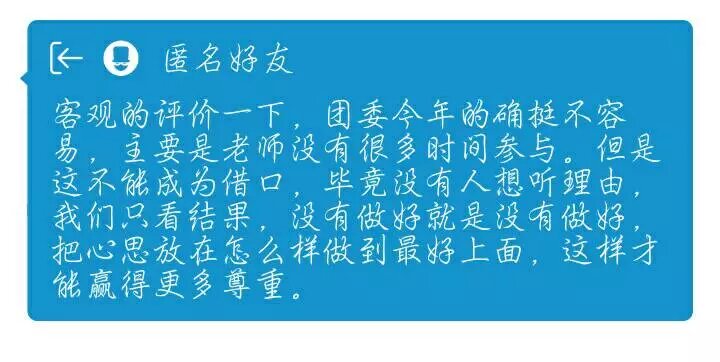 匿名好友
客观的评价一下，团委今年的确挺不容
易，主要是老师没有很多时间参与。但是
这不能成为借口，毕竟没有人想听理由，
我们只看结果，没有做好就是没有做好，
把心思放在怎么样做到最好上面，这样才
能赢得更多尊重。